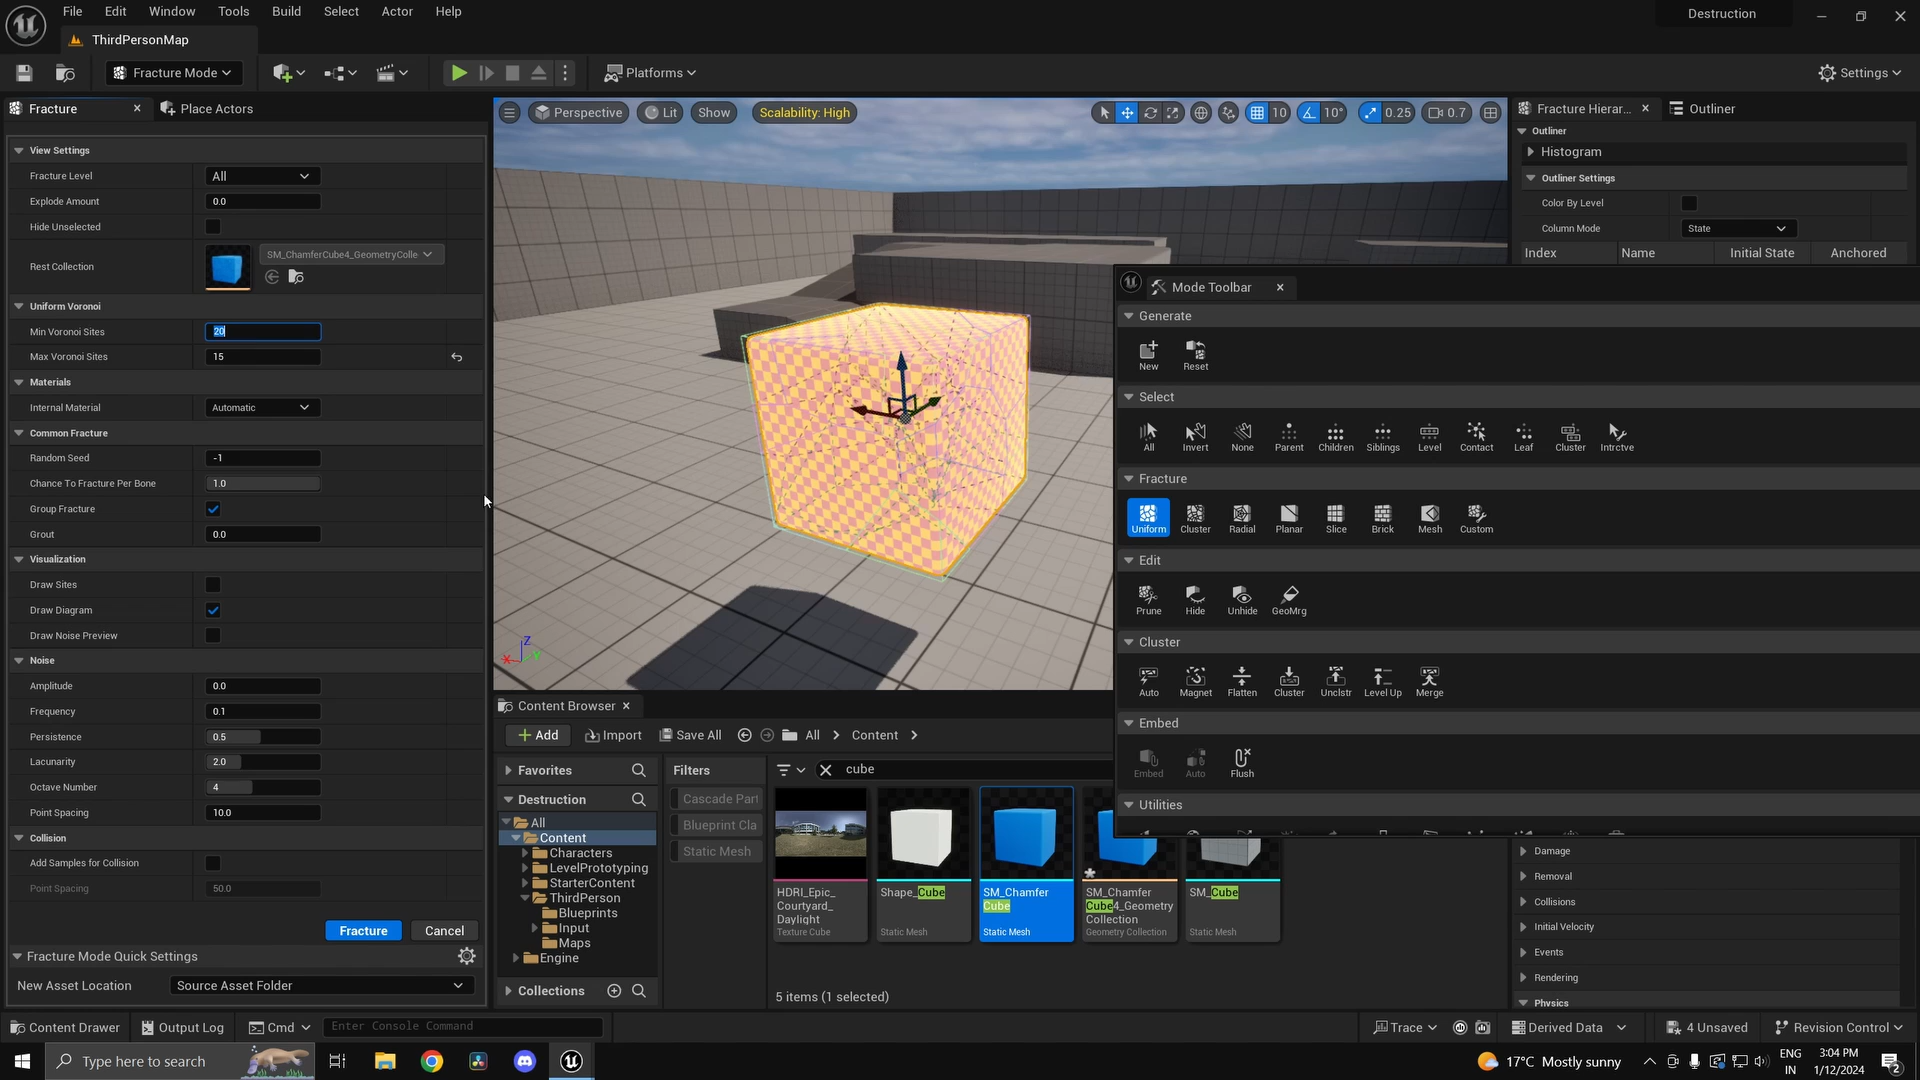 File Edit Window Tools Build Select Actor Help
Destruction
ThirdPersonMap
Fracture Mode
Platforms
Settings
Fracture
Place Actors
View Settings
Fracture Level All
Explode Amount 0.0
Hide Unselected
Rest Collection SM_ChamferCube4_GeometryColle
Uniform Voronoi
Min Voronoi Sites 20
Max Voronoi Sites 15
Materials
Internal Material Automatic
Common Fracture
Random Seed -1
Chance To Fracture Per Bone 1.0
Group Fracture
Grout 0.0
Visualization
Draw Sites
Draw Diagram
Draw Noise Preview
Noise
Amplitude 0.0
Frequency 0.1
Persistence 0.5
Lacunarity 2.0
Octave Number 4
Point Spacing 10.0
Collision
Add Samples for Collision
Point Spacing 50.0
Fracture Cancel
Fracture Mode Quick Settings
New Asset Location Source Asset Folder
Perspective Lit Show Scalability: High 10 10° 0.25 0.7
Z
X Y
Fracture Hierar...
Outliner
Outliner
Histogram
Outliner Settings
Color By Level
Column Mode State
Index Name Initial State Anchored
Mode Toolbar
Generate
New Reset
Select
All Invert None Parent Children Siblings Level Contact Leaf Cluster Intrctve
Fracture
Uniform Cluster Radial Planar Slice Brick Mesh Custom
Edit
Prune Hide Unhide GeoMrg
Cluster
Auto Magnet Flatten Cluster Unclstr Level Up Merge
Embed
Embed Auto Flush
Utilities
Damage
Removal
Collisions
Initial Velocity
Events
Rendering
Physics
Content Browser
Add Import Save All All Content
Favorites
Destruction
All
Content
Characters
LevelPrototyping
StarterContent
ThirdPerson
Blueprints
Input
Maps
Engine
Collections
Filters
Cascade Part
Blueprint Cla
Static Mesh
cube
HDRI_Epic_
Courtyard_
Daylight
Texture Cube
Shape_Cube
Static Mesh
SM_Chamfer
Cube
Static Mesh
SM_Chamfer
Cube4_Geometry
Collection
Geometry Collection
SM_Cube
Static Mesh
5 items (1 selected)
Content Drawer Output Log Cmd Enter Console Command
Trace Derived Data 4 Unsaved Revision Control
Type here to search
17°C Mostly sunny
ENG
IN
3:04 PM
1/12/2024
2